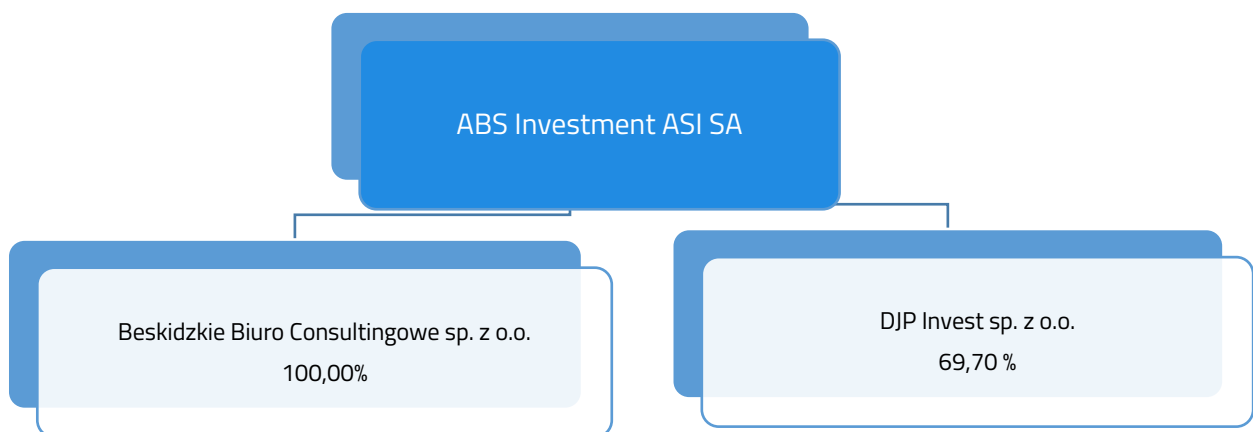 ABS Investment ASI SA
Beskidzkie Biuro Consultingowe sp. z o.o.
100,00%
DJP Invest sp. z o.o.
69,70 %